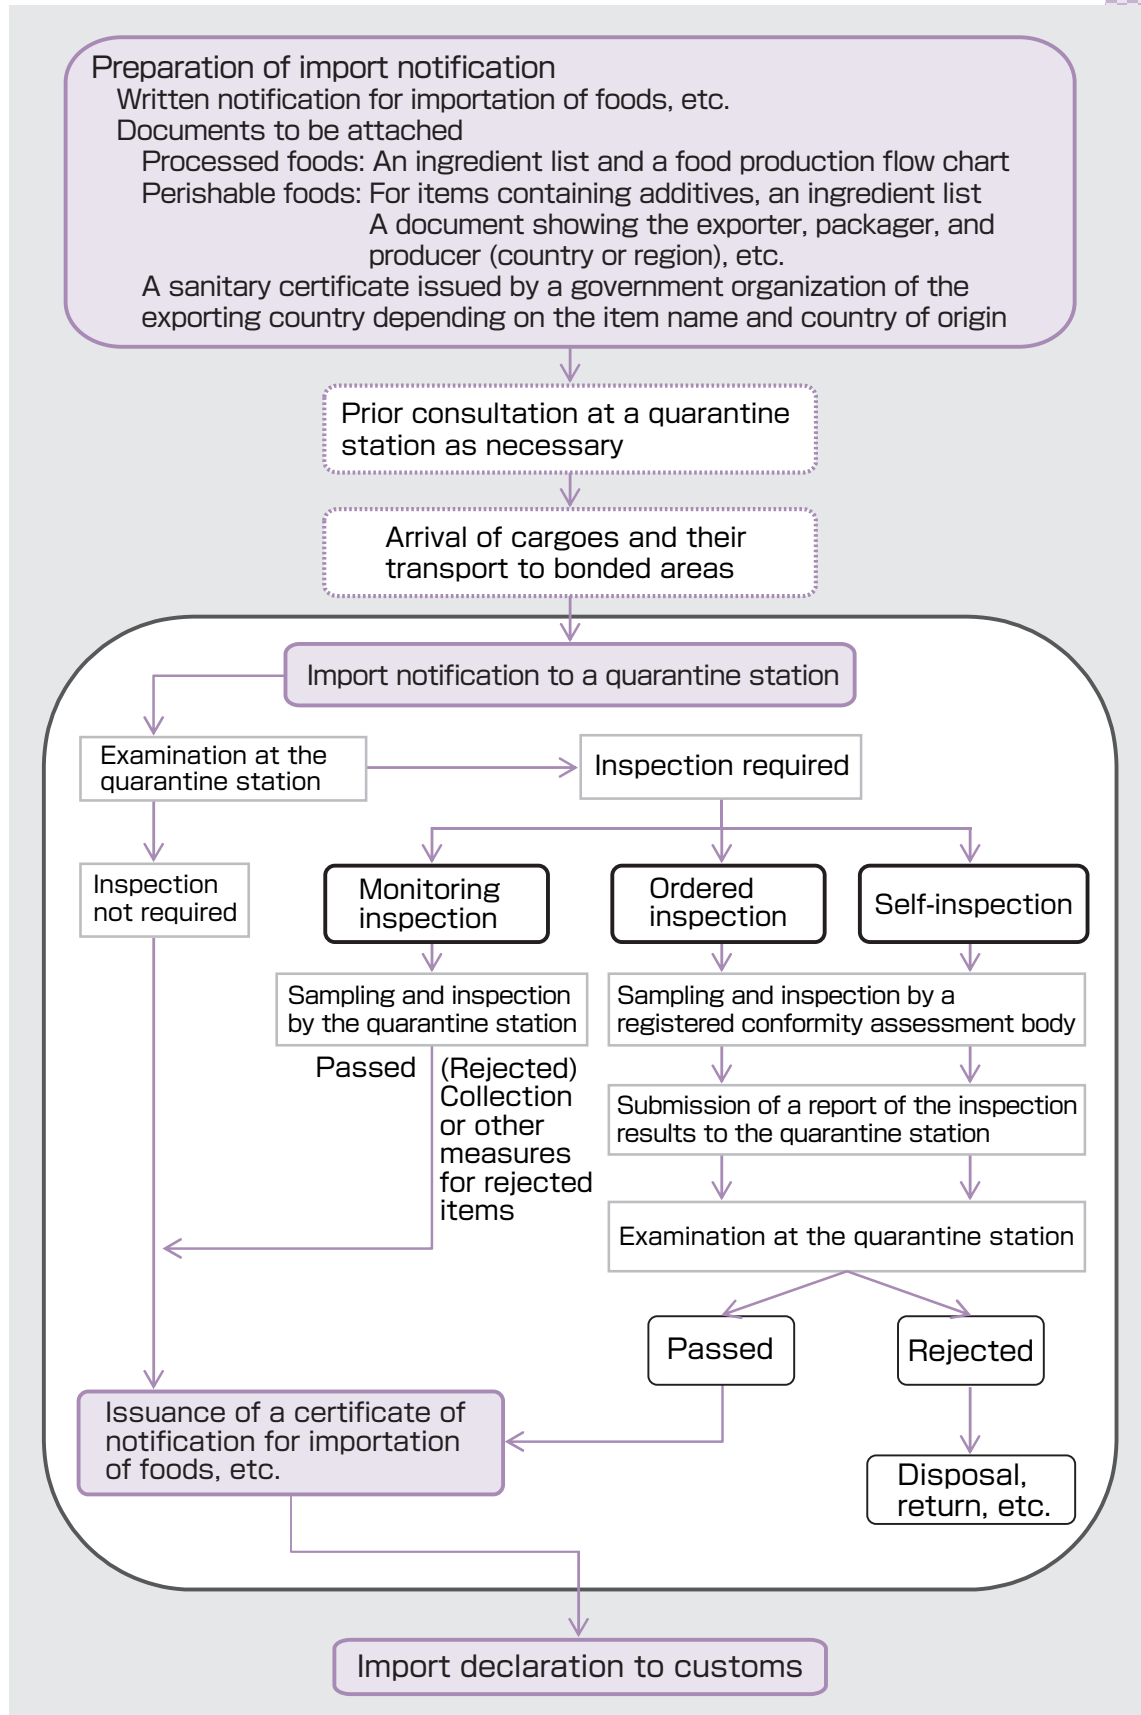 Preparation of import notification
Written notification for importation of foods, etc.
Documents to be attached
Processed foods: An ingredient list and a food production flow chart
Perishable foods: For items containing additives, an ingredient list
A document showing the exporter, packager, and
producer (country or region), etc.
A sanitary certificate issued by a government organization of the
exporting country depending on the item name and country of origin
Prior consultation at a quarantine
station as necessary
Arrival of cargoes and their
transport to bonded areas
Import notification to a quarantine station
Examination at the
quarantine station
Inspection required
Inspection
not required
Monitoring
inspection
Ordered
inspection
Self-inspection
Sampling and inspection
by the quarantine station
Sampling and inspection by a
registered conformity assessment body
Passed
(Rejected)
Collection
or other
measures
for rejected
items
Submission of a report of the inspection
results to the quarantine station
Examination at the quarantine station
Passed
Rejected
Issuance of a certificate of
notification for importation
of foods, etc.
Disposal,
return, etc.
Import declaration to customs